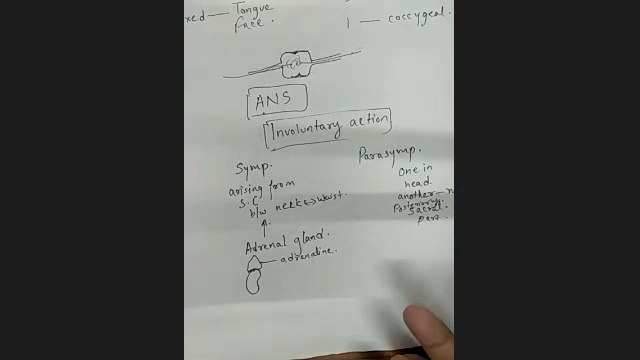 xed — Tongue
Face.
1 — coccygeal
ANS
Involuntary action
Symp.
Parasymp.
arising from
S.C
b/w neck ↔ waist.
one in
head.
another —
Posteriorly
sacral
part.
Adrenal gland.
adrenaline.